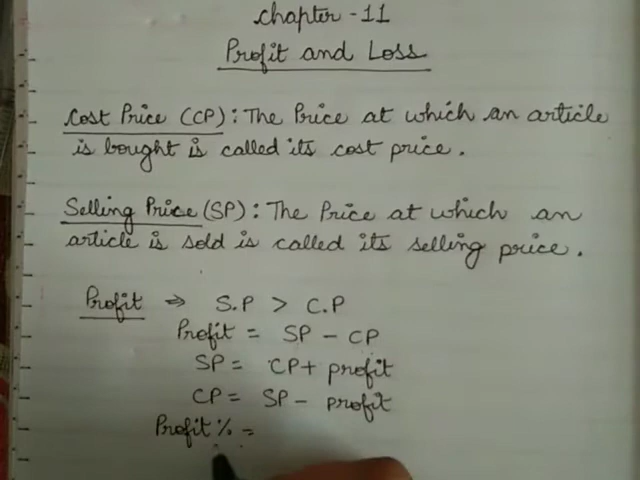 Chapter - 11
Profit and Loss
Cost Price (CP) : The Price at which an article
is bought is called its cost price.
Selling Price (SP) : The Price at which an
article is sold is called its selling price.
Profit ⇒ S.P > C.P
Profit = SP - CP
SP = CP + profit
CP = SP - profit
Profit % =